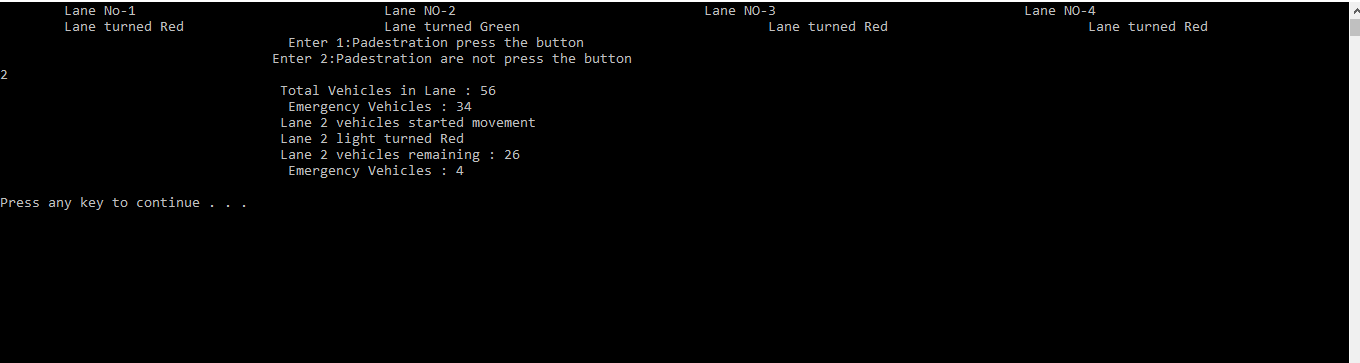 Lane No-1 Lane NO-2 Lane NO-3 Lane NO-4
Lane turned Red Lane turned Green Lane turned Red Lane turned Red
Enter 1:Padestration press the button
Enter 2:Padestration are not press the button
2
Total Vehicles in Lane : 56
Emergency Vehicles : 34
Lane 2 vehicles started movement
Lane 2 light turned Red
Lane 2 vehicles remaining : 26
Emergency Vehicles : 4
Press any key to continue . . .